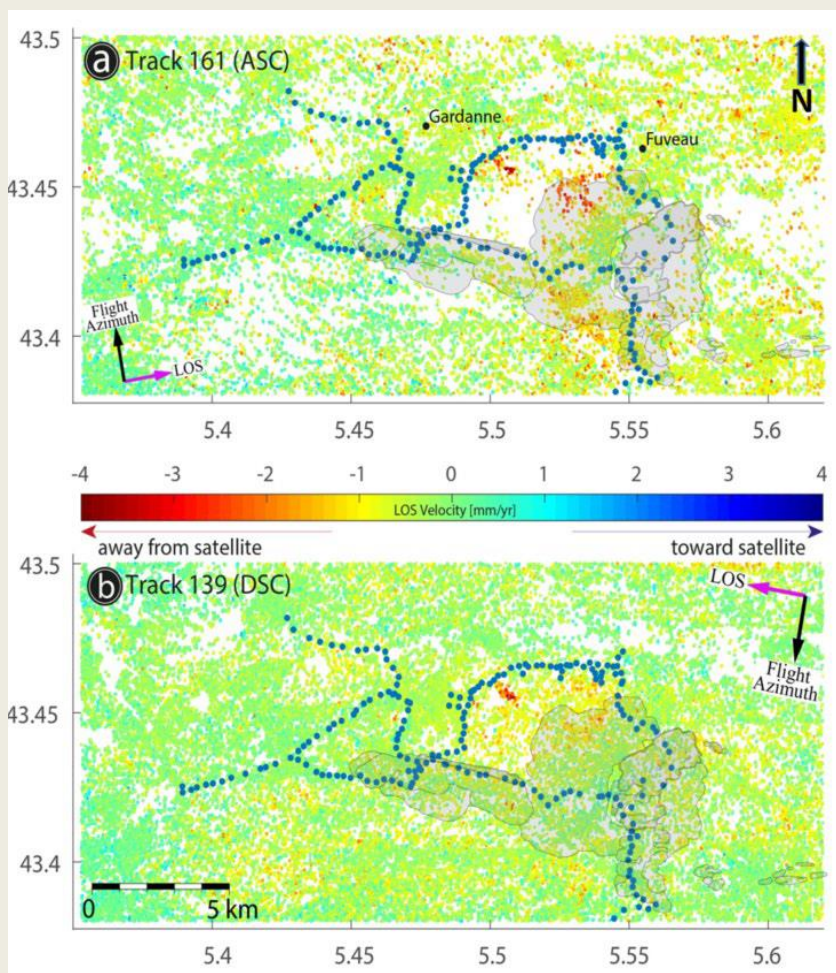 43.5
a Track 161 (ASC)
N
Gardanne
Fuveau
43.45
Flight
Azimuth
LOS
43.4
5.4 5.45 5.5 5.55 5.6
-4 -3 -2 -1 0 1 2 3 4
LOS Velocity [mm/yr]
away from satellite toward satellite
43.5
b Track 139 (DSC)
LOS
Flight
Azimuth
43.45
43.4
0 5 km
5.4 5.45 5.5 5.55 5.6